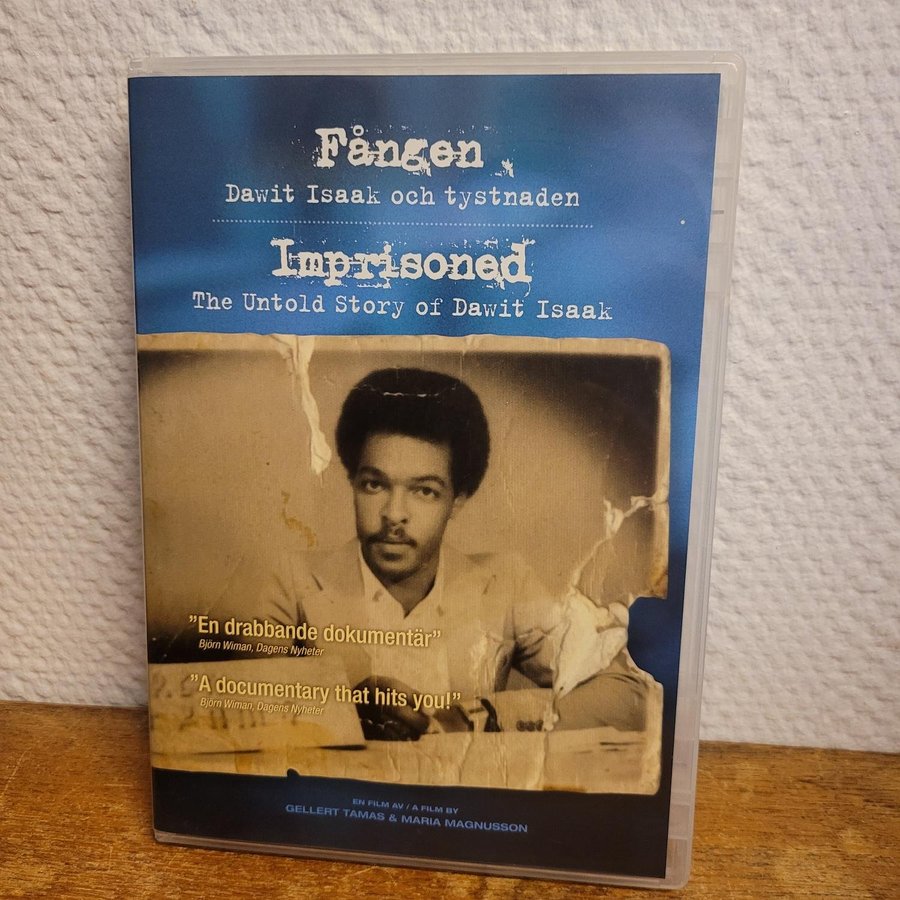 Fången
Dawit Isaak och tystnaden
Imprisoned
The Untold Story of Dawit Isaak
”En drabbande dokumentär”
Björn Wiman, Dagens Nyheter
”A documentary that hits you!”
Björn Wiman, Dagens Nyheter
EN FILM AV / A FILM BY
GELLERT TAMAS & MARIA MAGNUSSON